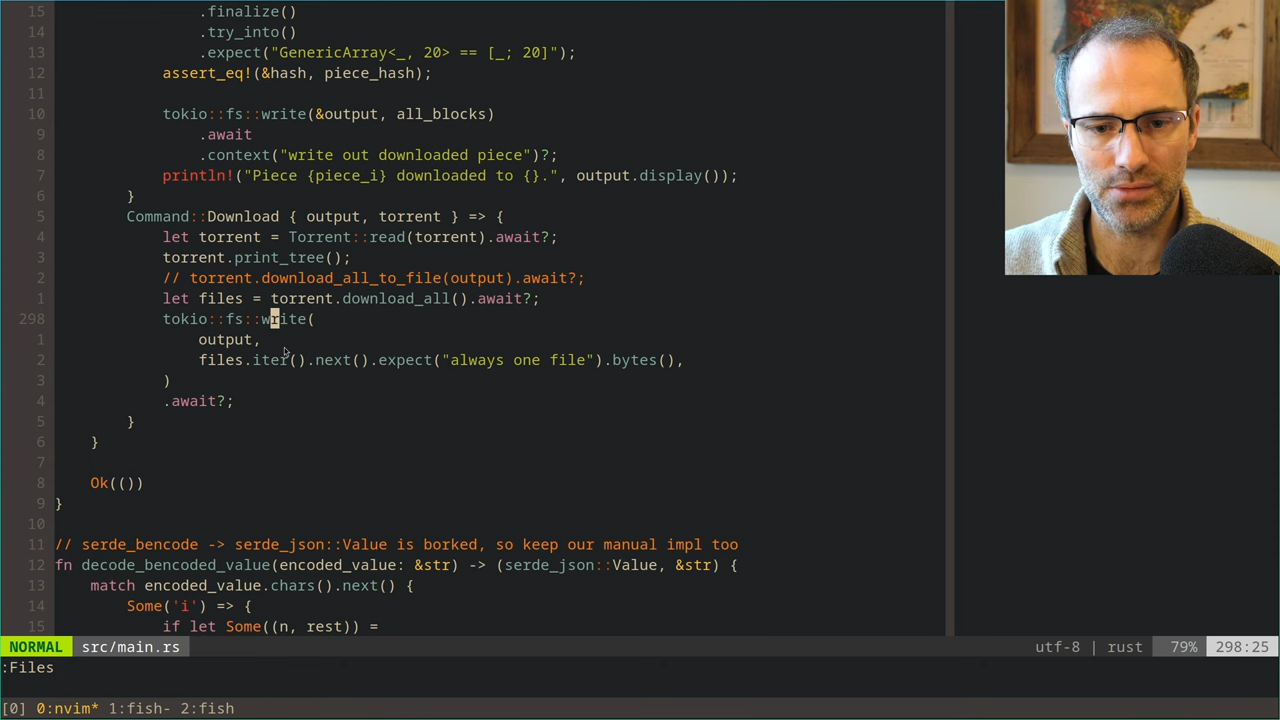 15 .finalize()
14 .try_into()
13 .expect("GenericArray<_, 20> == [_; 20]");
12 assert_eq!(&hash, piece_hash);
11
10 tokio::fs::write(&output, all_blocks)
9 .await
8 .context("write out downloaded piece")?;
7 println!("Piece {piece_i} downloaded to {}.", output.display());
6 }
5 Command::Download { output, torrent } => {
4 let torrent = Torrent::read(torrent).await?;
3 torrent.print_tree();
2 // torrent.download_all_to_file(output).await?;
1 let files = torrent.download_all().await?;
298 tokio::fs::write(
1 output,
2 files.iter().next().expect("always one file").bytes(),
3 )
4 .await?;
5 }
6 }
7
8 Ok(())
9 }
10
11 // serde_bencode -> serde_json::Value is borked, so keep our manual impl too
12 fn decode_bencoded_value(encoded_value: &str) -> (serde_json::Value, &str) {
13 match encoded_value.chars().next() {
14 Some('i') => {
15 if let Some((n, rest)) =
NORMAL src/main.rs utf-8 | rust 79% 298:25
:Files
[0] 0:nvim* 1:fish- 2:fish